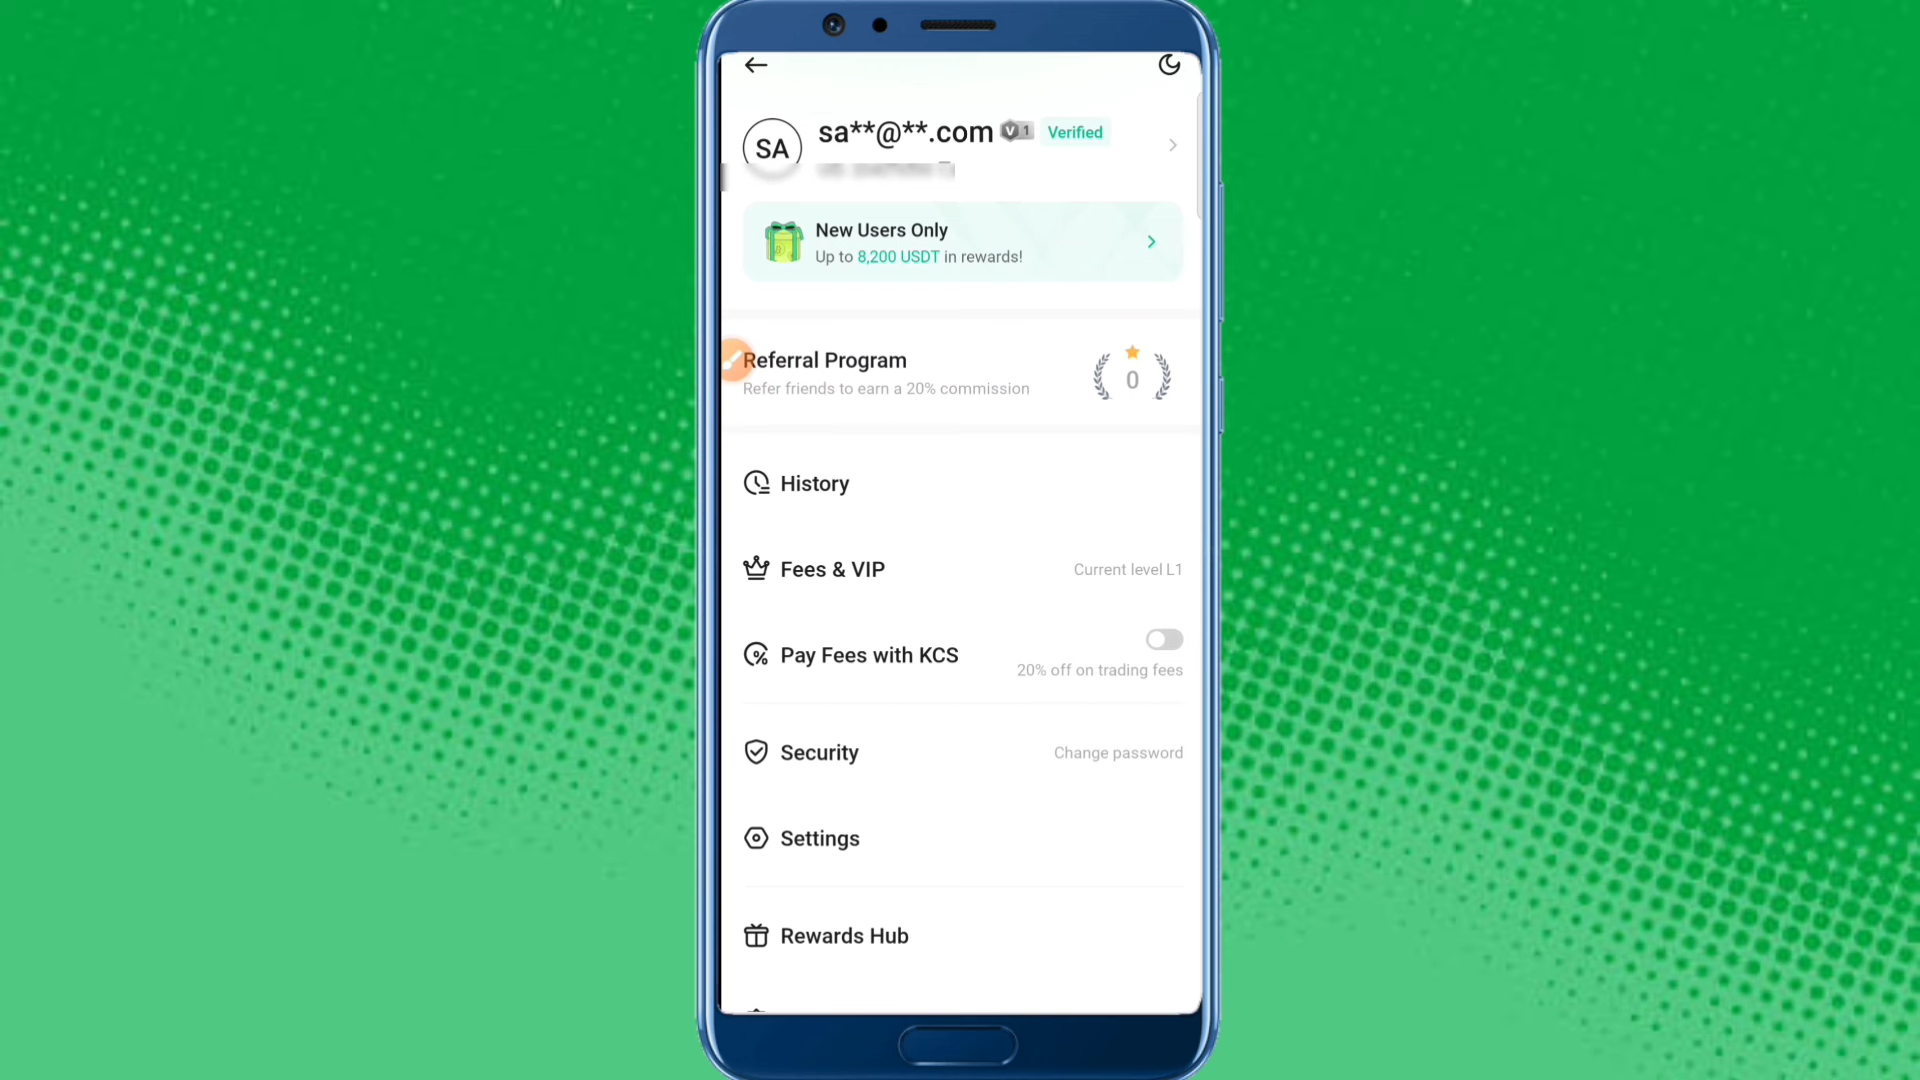 SA
sa**@**.com V 1 Verified
New Users Only
Up to 8,200 USDT in rewards!
Referral Program
Refer friends to earn a 20% commission
0
History
Fees & VIP
Current level L1
Pay Fees with KCS
20% off on trading fees
Security
Change password
Settings
Rewards Hub